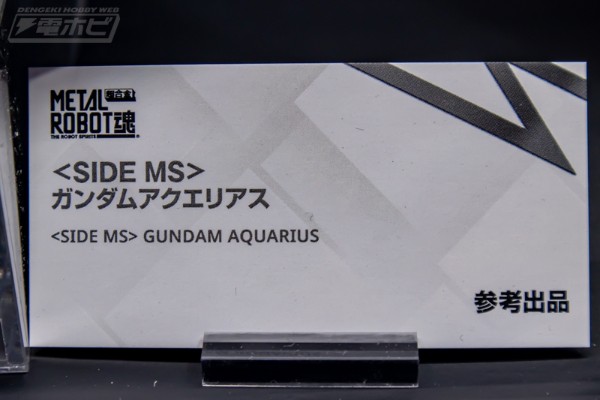 DENGEKI HOBBY WEB
電ホビ
METAL
ROBOT魂
THE ROBOT SPIRITS
<SIDE MS>
ガンダムアクエリアス
<SIDE MS> GUNDAM AQUARIUS
参考出品